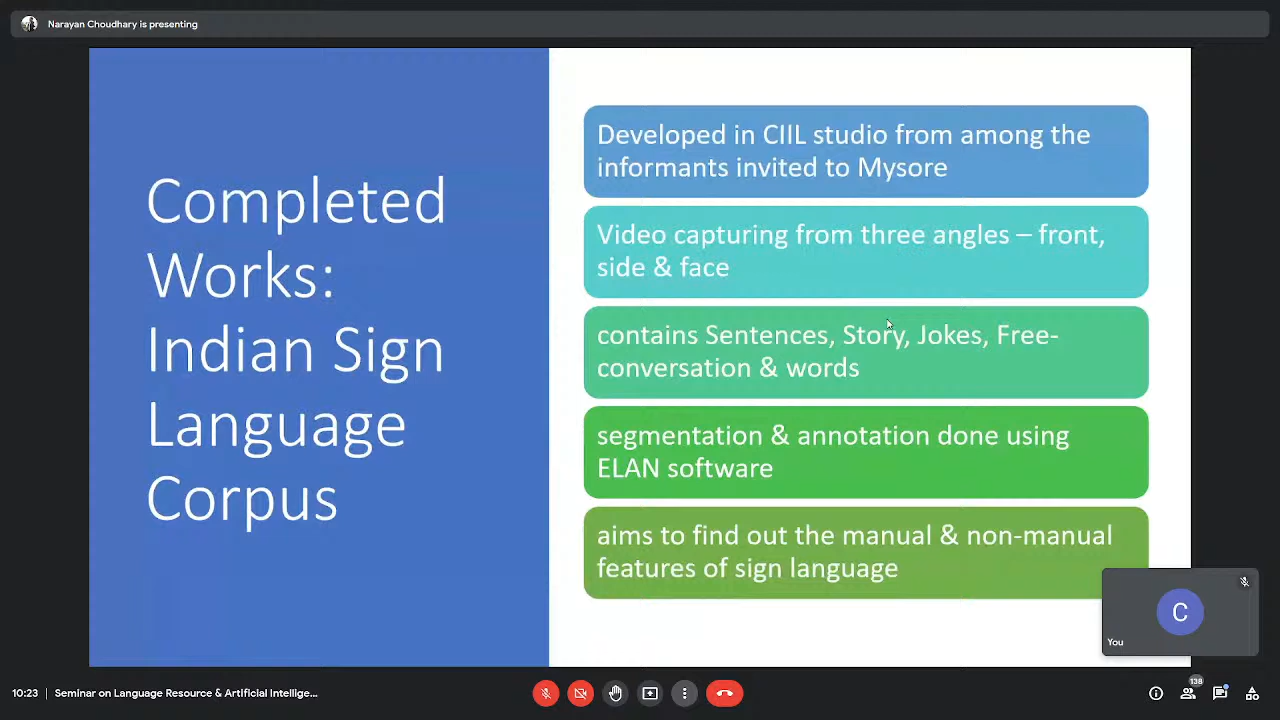 Narayan Choudhary is presenting
Completed
Works:
Indian Sign
Language
Corpus
Developed in CIIL studio from among the
informants invited to Mysore
Video capturing from three angles – front,
side & face
contains Sentences, Story, Jokes, Free-
conversation & words
segmentation & annotation done using
ELAN software
aims to find out the manual & non-manual
features of sign language
C
You
10:23 | Seminar on Language Resource & Artificial Intellige...
138